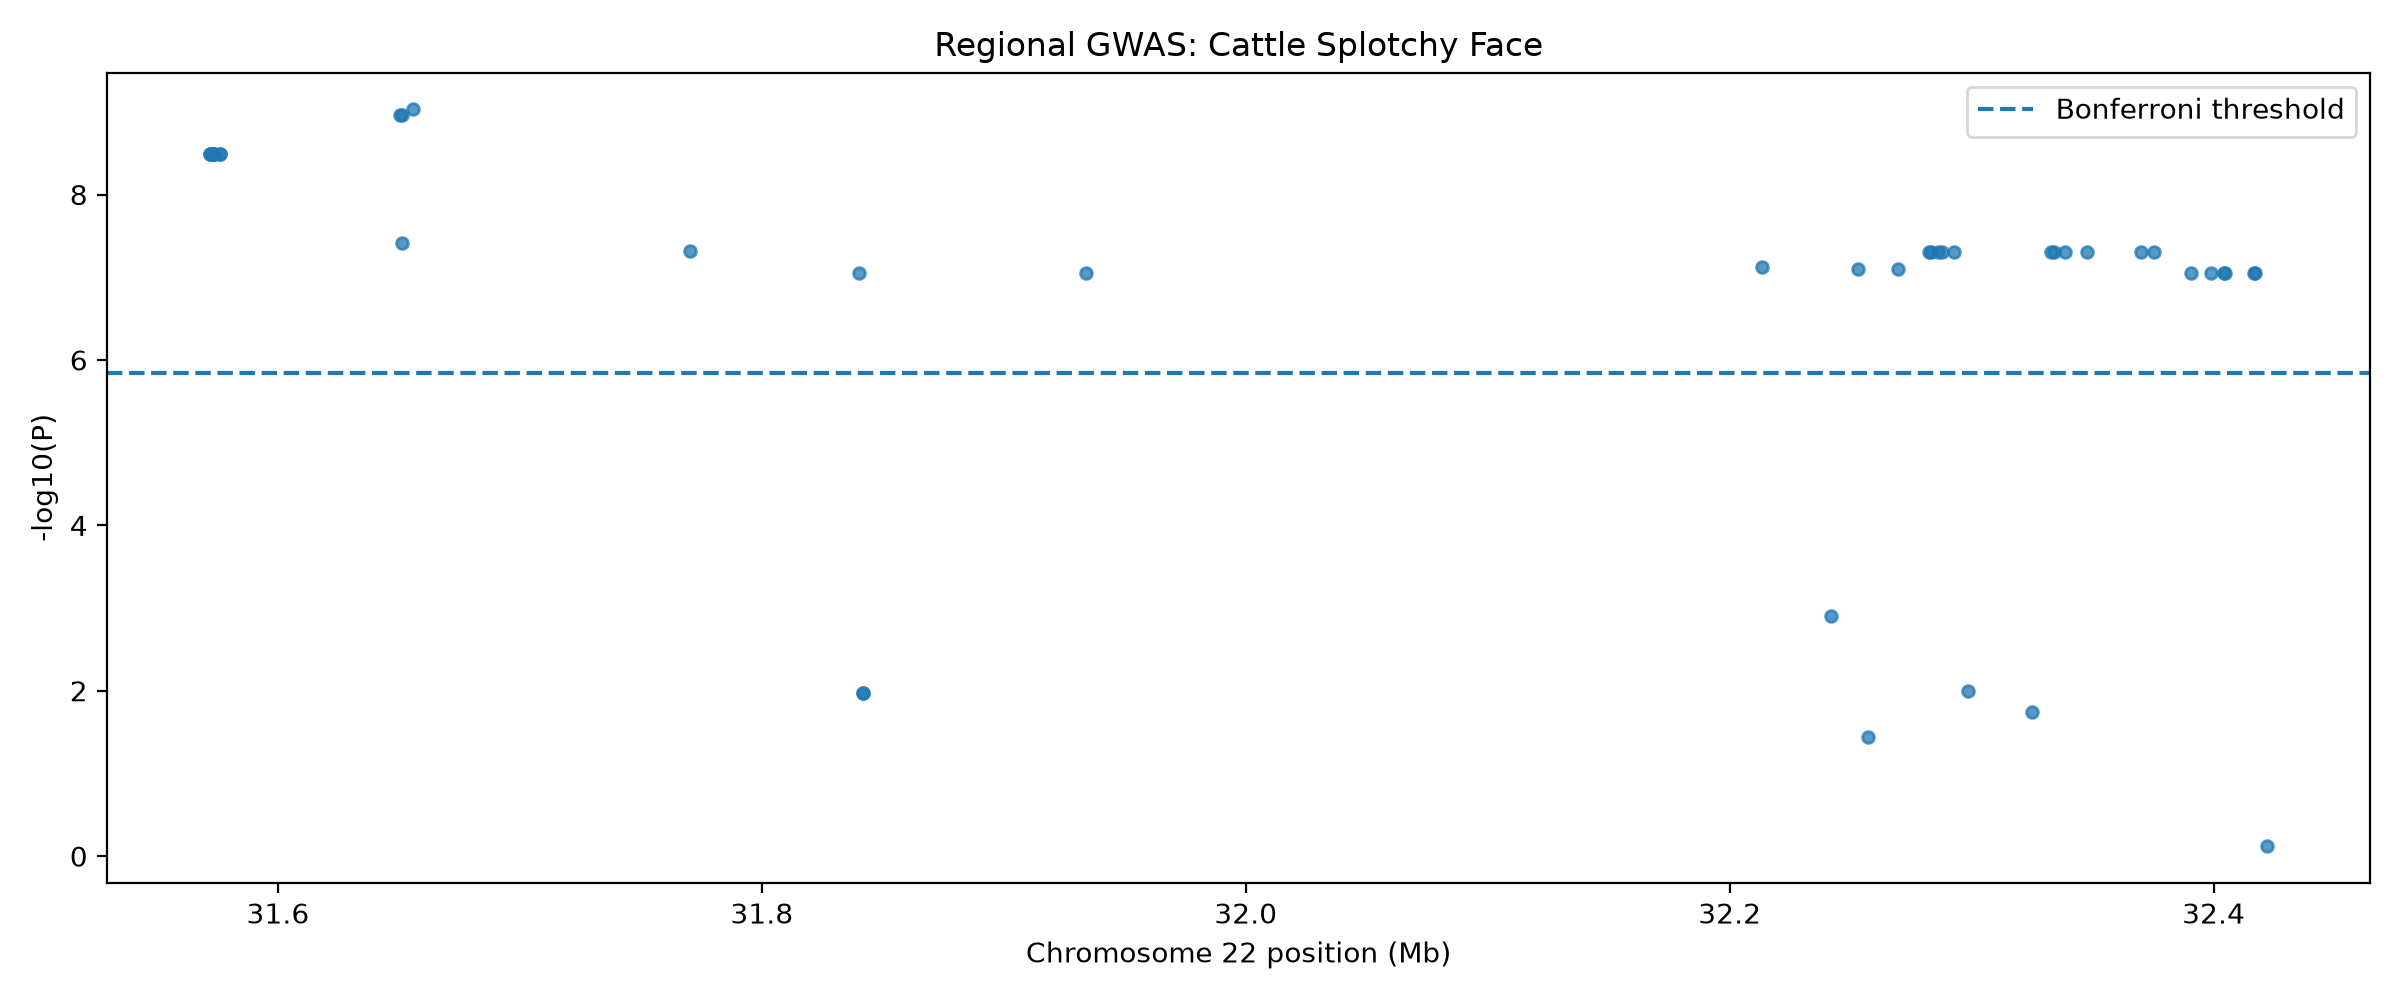 Regional GWAS: Cattle Splotchy Face
Bonferroni threshold
-log10(P)
8
6
4
2
0
31.6 31.8 32.0 32.2 32.4
Chromosome 22 position (Mb)